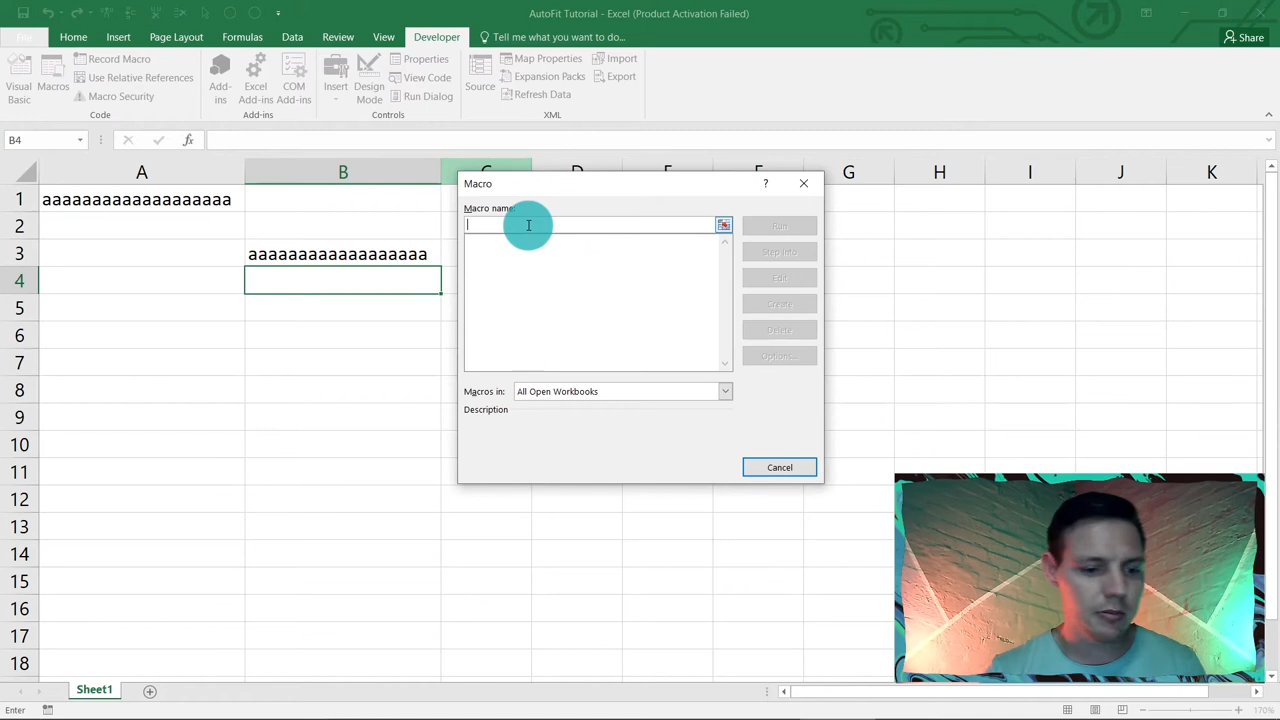 AutoFit Tutorial - Excel (Product Activation Failed)
File Home Insert Page Layout Formulas Data Review View Developer Tell me what you want to do... Share
Visual Basic
Macros
Record Macro
Use Relative References
Macro Security
Code
Add-ins
Excel Add-ins
COM Add-ins
Add-ins
Insert
Design Mode
Properties
View Code
Run Dialog
Controls
Source
Map Properties
Expansion Packs
Refresh Data
Import
Export
XML
B4 fx
A B C D E F G H I J K
1 aaaaaaaaaaaaaaaaaaa
2
3 aaaaaaaaaaaaaaaaaa
4
5
6
7
8
9
10
11
12
13
14
15
16
17
18
Macro
?
Macro name:
Run
Step Into
Edit
Create
Delete
Options...
Macros in: All Open Workbooks
Description
Cancel
Sheet1
Enter 170%